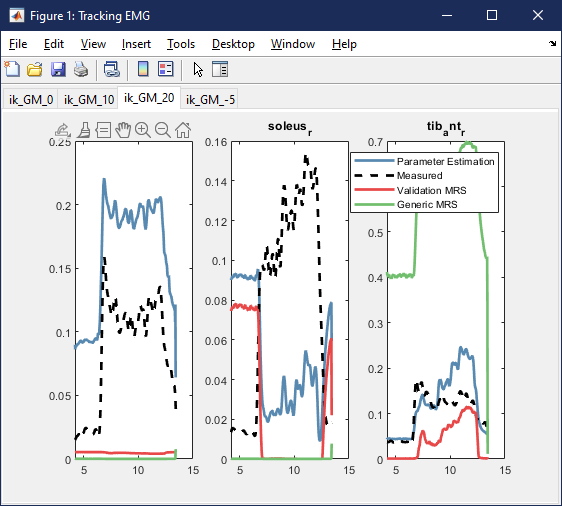 Figure 1: Tracking EMG
File Edit View Insert Tools Desktop Window Help
ik_GM_0 ik_GM_10 ik_GM_20 ik_GM_-5
soleus_r tib_ant_r
0.25
0.2
0.15
0.1
0.05
0
5 10 15
0.16
0.14
0.12
0.1
0.08
0.06
0.04
0.02
0
5 10 15
0.7
0.4
0.3
0.2
0.1
0
5 10 15
Parameter Estimation
Measured
Validation MRS
Generic MRS